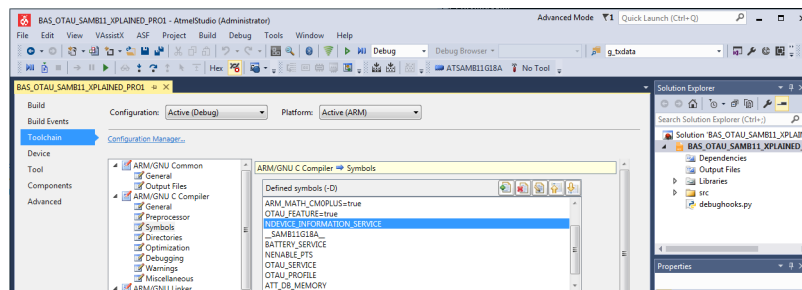 BAS_OTAU_SAMB11_XPLAINED_PRO1 - AtmelStudio (Administrator)
Advanced Mode
1
Quick Launch (Ctrl+Q)
File Edit View VAssistX ASF Project Build Debug Tools Window Help
Debug
Debug Browser
g_txdata
Hex
ATSAMB11G18A
No Tool
BAS_OTAU_SAMB11_XPLAINED_PRO1
Build
Build Events
Toolchain
Device
Tool
Components
Advanced
Configuration: Active (Debug)
Platform: Active (ARM)
Configuration Manager...
ARM/GNU Common
General
Output Files
ARM/GNU C Compiler
General
Preprocessor
Symbols
Directories
Optimization
Debugging
Warnings
Miscellaneous
ARM/GNU Linker
ARM/GNU C Compiler Symbols
Defined symbols (-D)
ARM_MATH_CM0PLUS=true
OTAU_FEATURE=true
NDEVICE_INFORMATION_SERVICE
__SAMB11G18A__
BATTERY_SERVICE
NENABLE_PTS
OTAU_SERVICE
OTAU_PROFILE
ATT_DB_MEMORY
Solution Explorer
Search Solution Explorer (Ctrl+;)
Solution 'BAS_OTAU_SAMB11_XPLAIN
BAS_OTAU_SAMB11_XPLAINED_
Dependencies
Output Files
Libraries
src
debughooks.py
Properties